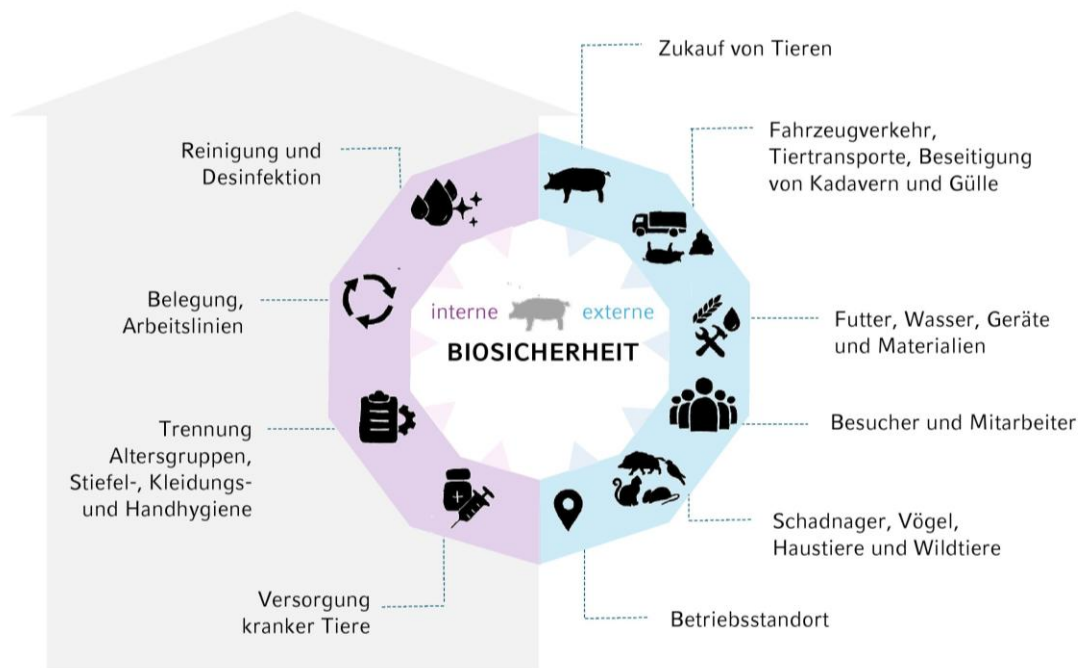 Zukauf von Tieren
Fahrzeugverkehr,
Tiertransporte, Beseitigung
von Kadavern und Gülle
Futter, Wasser, Geräte
und Materialien
Besucher und Mitarbeiter
Schadnager, Vögel,
Haustiere und Wildtiere
Betriebsstandort
Reinigung und
Desinfektion
Belegung,
Arbeitslinien
Trennung
Altersgruppen,
Stiefel-, Kleidungs-
und Handhygiene
Versorgung
kranker Tiere
interne externe
BIOSICHERHEIT